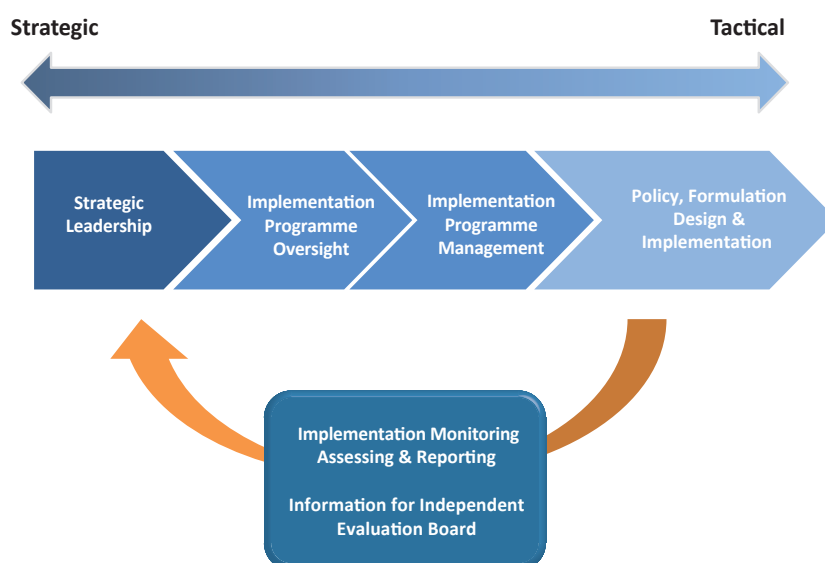 Strategic
Tactical
Strategic
Leadership
Implementation
Programme
Oversight
Implementation
Programme
Management
Policy, Formulation
Design &
Implementation
Implementation Monitoring
Assessing & Reporting
Information for Independent
Evaluation Board